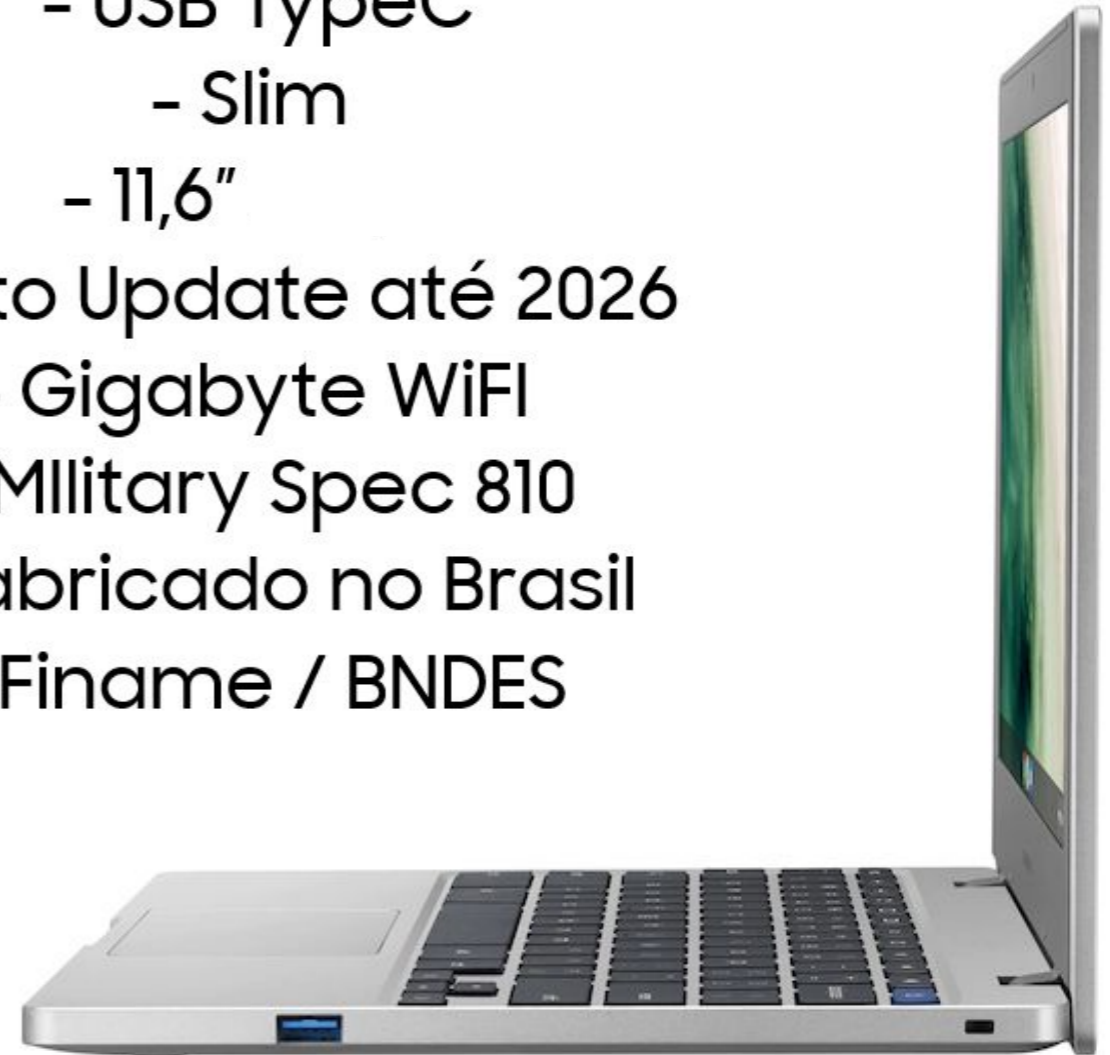 - USB TypeC
- Slim
- 11,6"
to Update até 2026
Gigabyte WiFI
MIlitary Spec 810
abricado no Brasil
Finame / BNDES